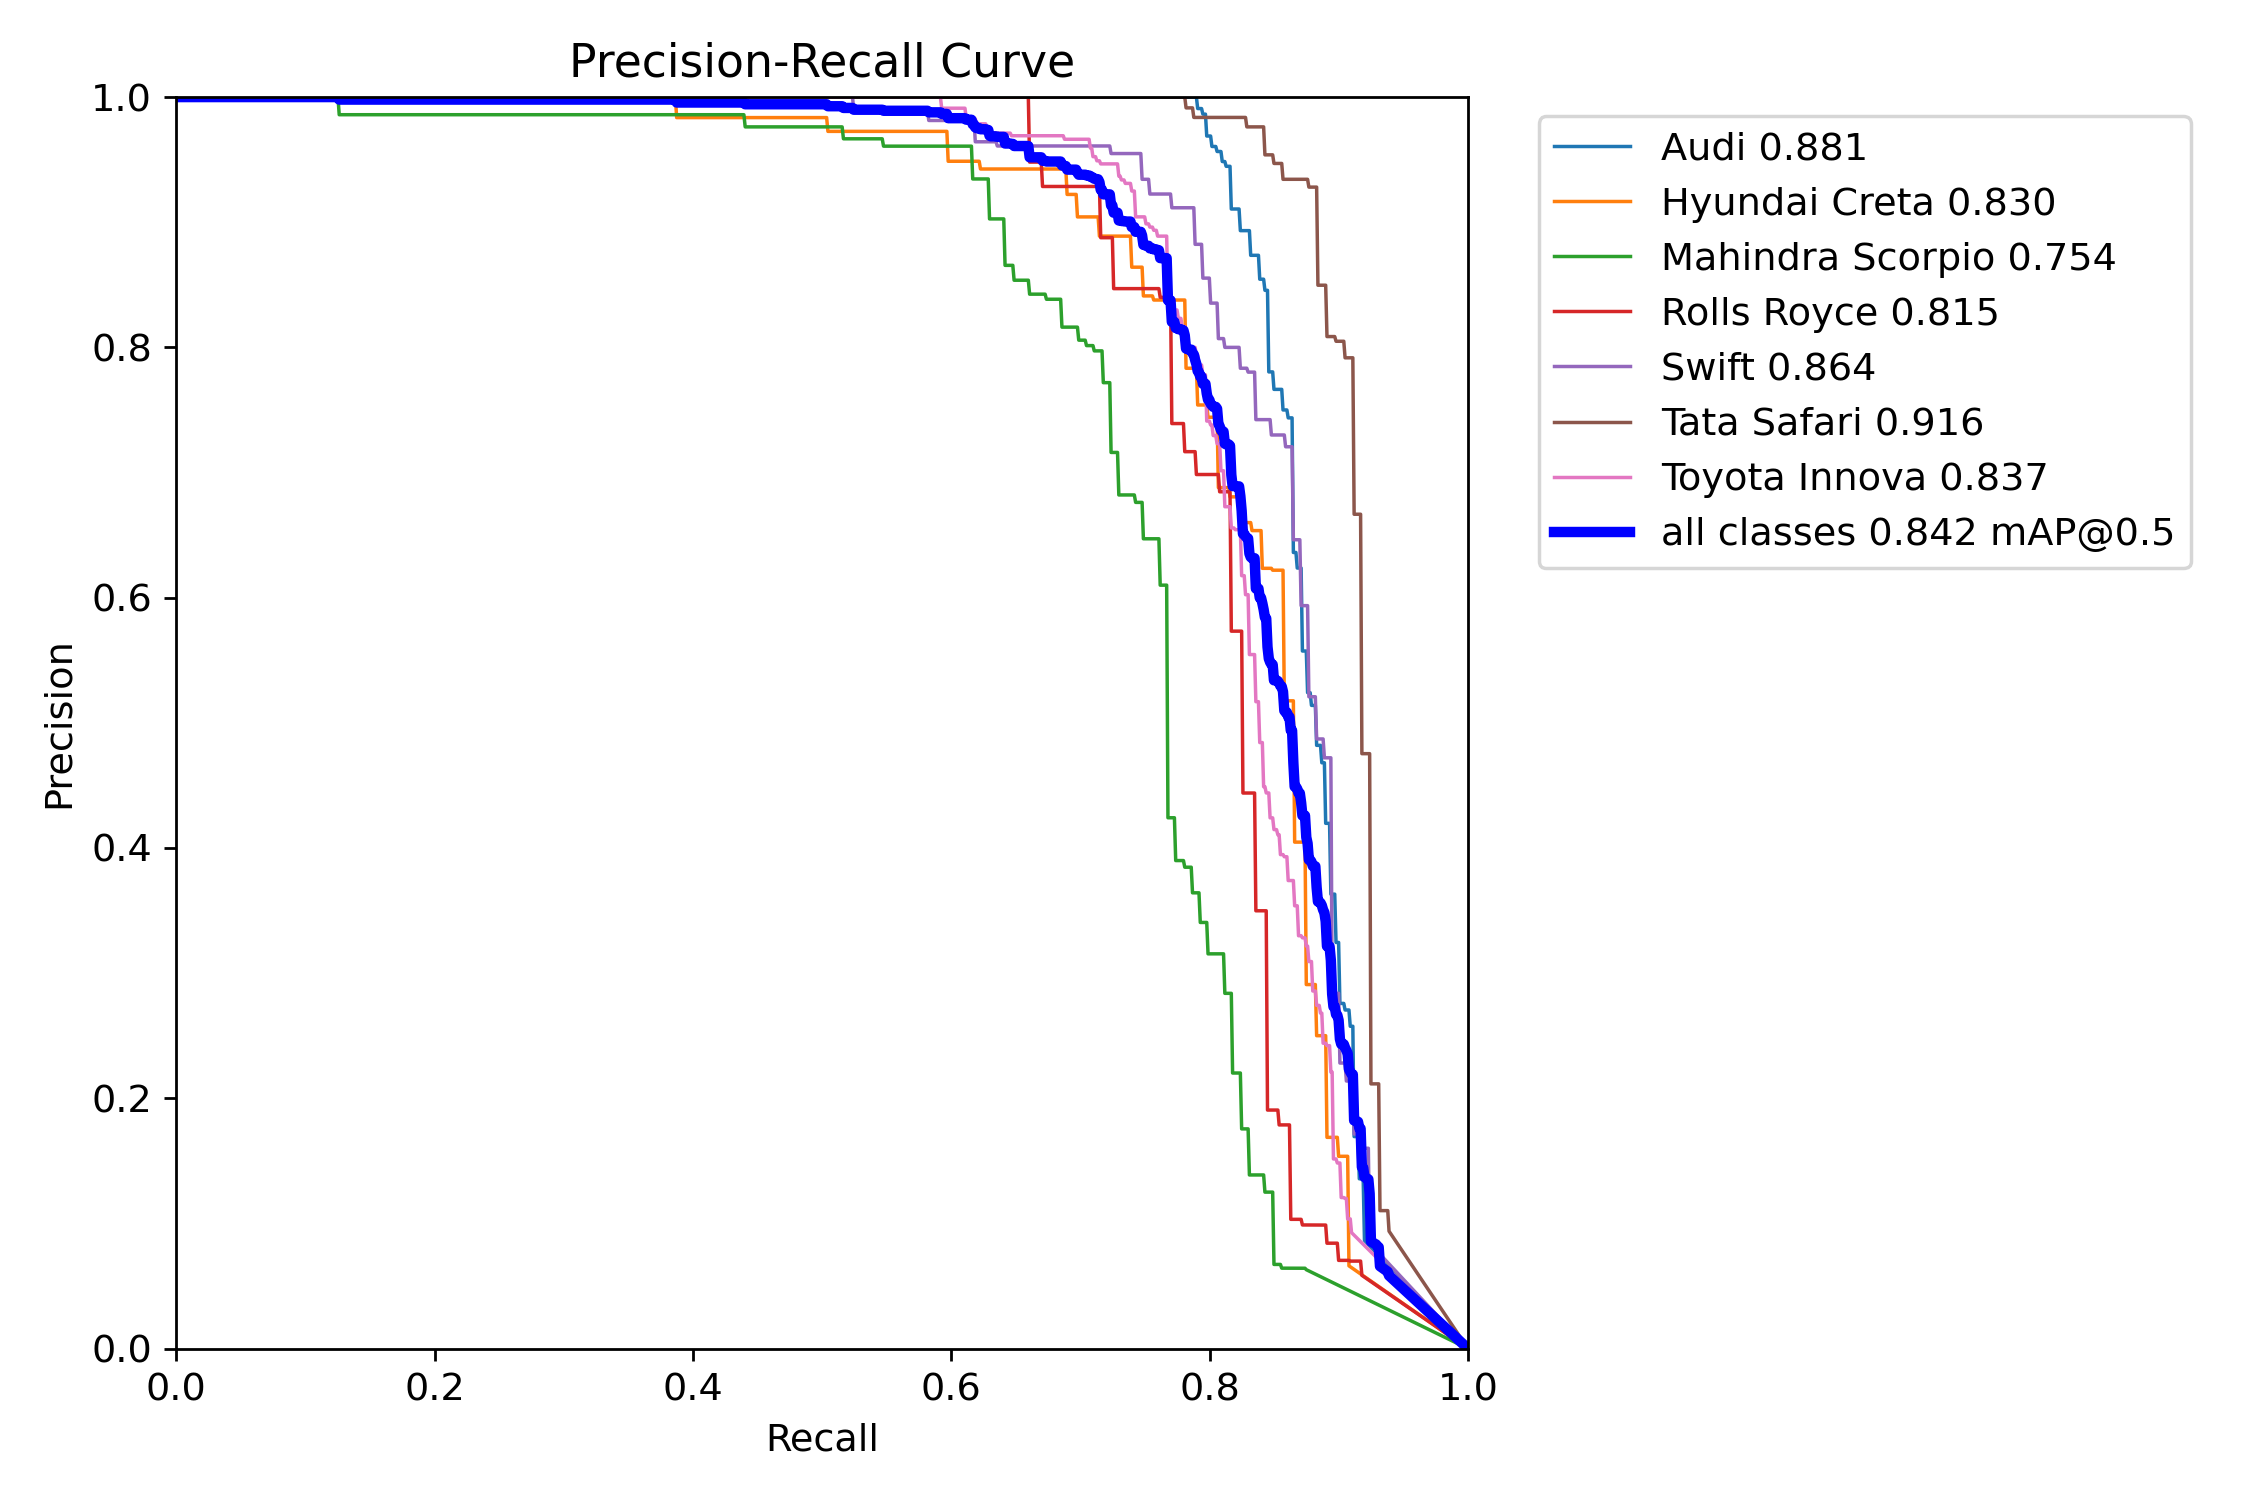 Precision-Recall Curve
1.0
0.8
0.6
0.4
0.2
0.0
Precision
0.0 0.2 0.4 0.6 0.8 1.0
Recall
Audi 0.881
Hyundai Creta 0.830
Mahindra Scorpio 0.754
Rolls Royce 0.815
Swift 0.864
Tata Safari 0.916
Toyota Innova 0.837
all classes 0.842 mAP@0.5